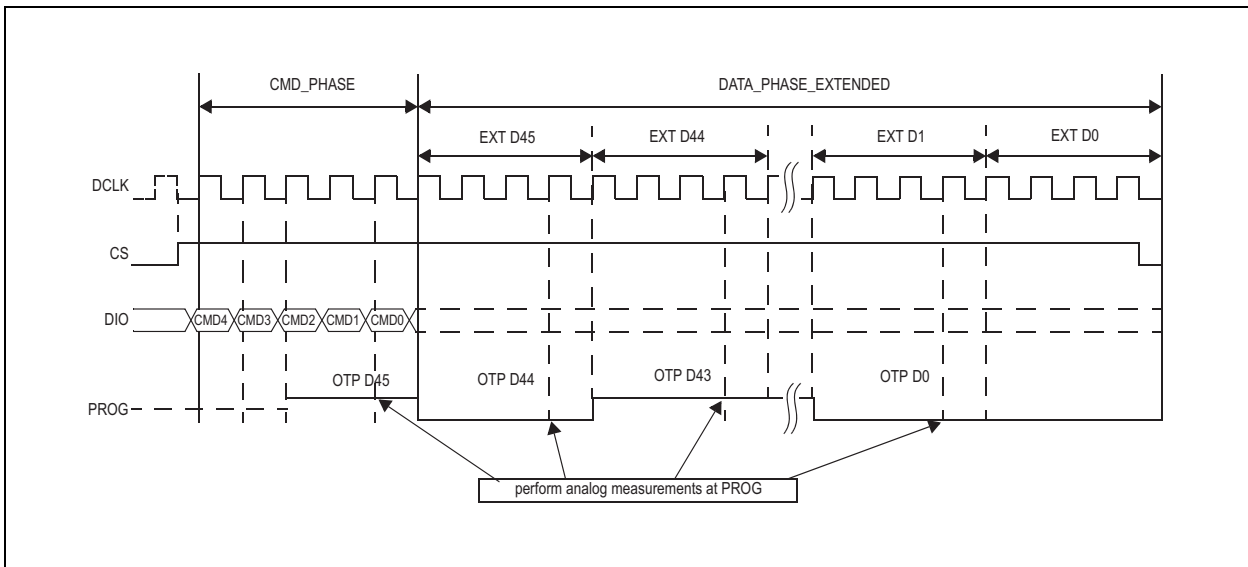 CMD_PHASE
DATA_PHASE_EXTENDED
EXT D45
EXT D44
EXT D1
EXT D0
DCLK
CS
DIO
CMD4
CMD3
CMD2
CMD1
CMD0
OTP D45
OTP D44
OTP D43
OTP D0
PROG
perform analog measurements at PROG